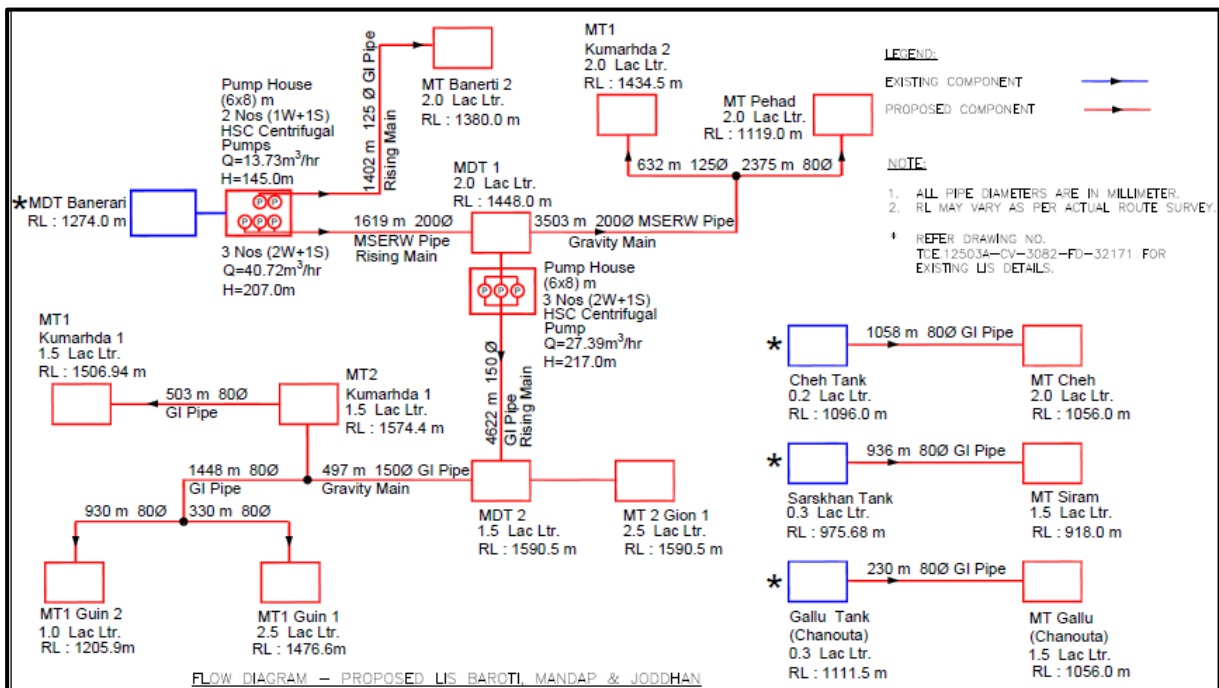 Pump House
(6x8) m
2 Nos (1W+1S)
HSC Centrifugal
Pumps
Q=13.73m³/hr
H=145.0m
1402 m 125 Ø GI Pipe
Rising Main
MT Banerti 2
2.0 Lac Ltr.
RL : 1380.0 m
MT1
Kumarhda 2
2.0 Lac Ltr.
RL : 1434.5 m
MT Pehad
2.0 Lac Ltr.
RL : 1119.0 m
632 m 125Ø
2375 m 80Ø
LEGEND:
EXISTING COMPONENT
PROPOSED COMPONENT
NOTE:
1. ALL PIPE DIAMETERS ARE IN MILLIMETER.
2. RL MAY VARY AS PER ACTUAL ROUTE SURVEY.
* REFER DRAWING NO.
TCE.12503A-CV-3082-FD-32171 FOR
EXISTING LIS DETAILS.
*MDT Banerari
RL : 1274.0 m
P P
P P P
3 Nos (2W+1S)
Q=40.72m³/hr
H=207.0m
1619 m 200Ø
MSERW Pipe
Rising Main
MDT 1
2.0 Lac Ltr.
RL : 1448.0 m
3503 m 200Ø MSERW Pipe
Gravity Main
P P P
Pump House
(6x8) m
3 Nos (2W+1S)
HSC Centrifugal
Pump
Q=27.39m³/hr
H=217.0m
4622 m 150 Ø
GI Pipe
Rising Main
MT1
Kumarhda 1
1.5 Lac Ltr.
RL : 1506.94 m
503 m 80Ø
GI Pipe
MT2
Kumarhda 1
1.5 Lac Ltr.
RL : 1574.4 m
1448 m 80Ø
GI Pipe
497 m 150Ø GI Pipe
Gravity Main
MDT 2
1.5 Lac Ltr.
RL : 1590.5 m
MT 2 Gion 1
2.5 Lac Ltr.
RL : 1590.5 m
930 m 80Ø
330 m 80Ø
MT1 Guin 2
1.0 Lac Ltr.
RL : 1205.9m
MT1 Guin 1
2.5 Lac Ltr.
RL : 1476.6m
*
1058 m 80Ø GI Pipe
Cheh Tank
0.2 Lac Ltr.
RL : 1096.0 m
MT Cheh
2.0 Lac Ltr.
RL : 1056.0 m
*
936 m 80Ø GI Pipe
Sarskhan Tank
0.3 Lac Ltr.
RL : 975.68 m
MT Siram
1.5 Lac Ltr.
RL : 918.0 m
*
230 m 80Ø GI Pipe
Gallu Tank
(Chanouta)
0.3 Lac Ltr.
RL : 1111.5 m
MT Gallu
(Chanouta)
1.5 Lac Ltr.
RL : 1056.0 m
FLOW DIAGRAM – PROPOSED LIS BAROTI, MANDAP & JODDHAN